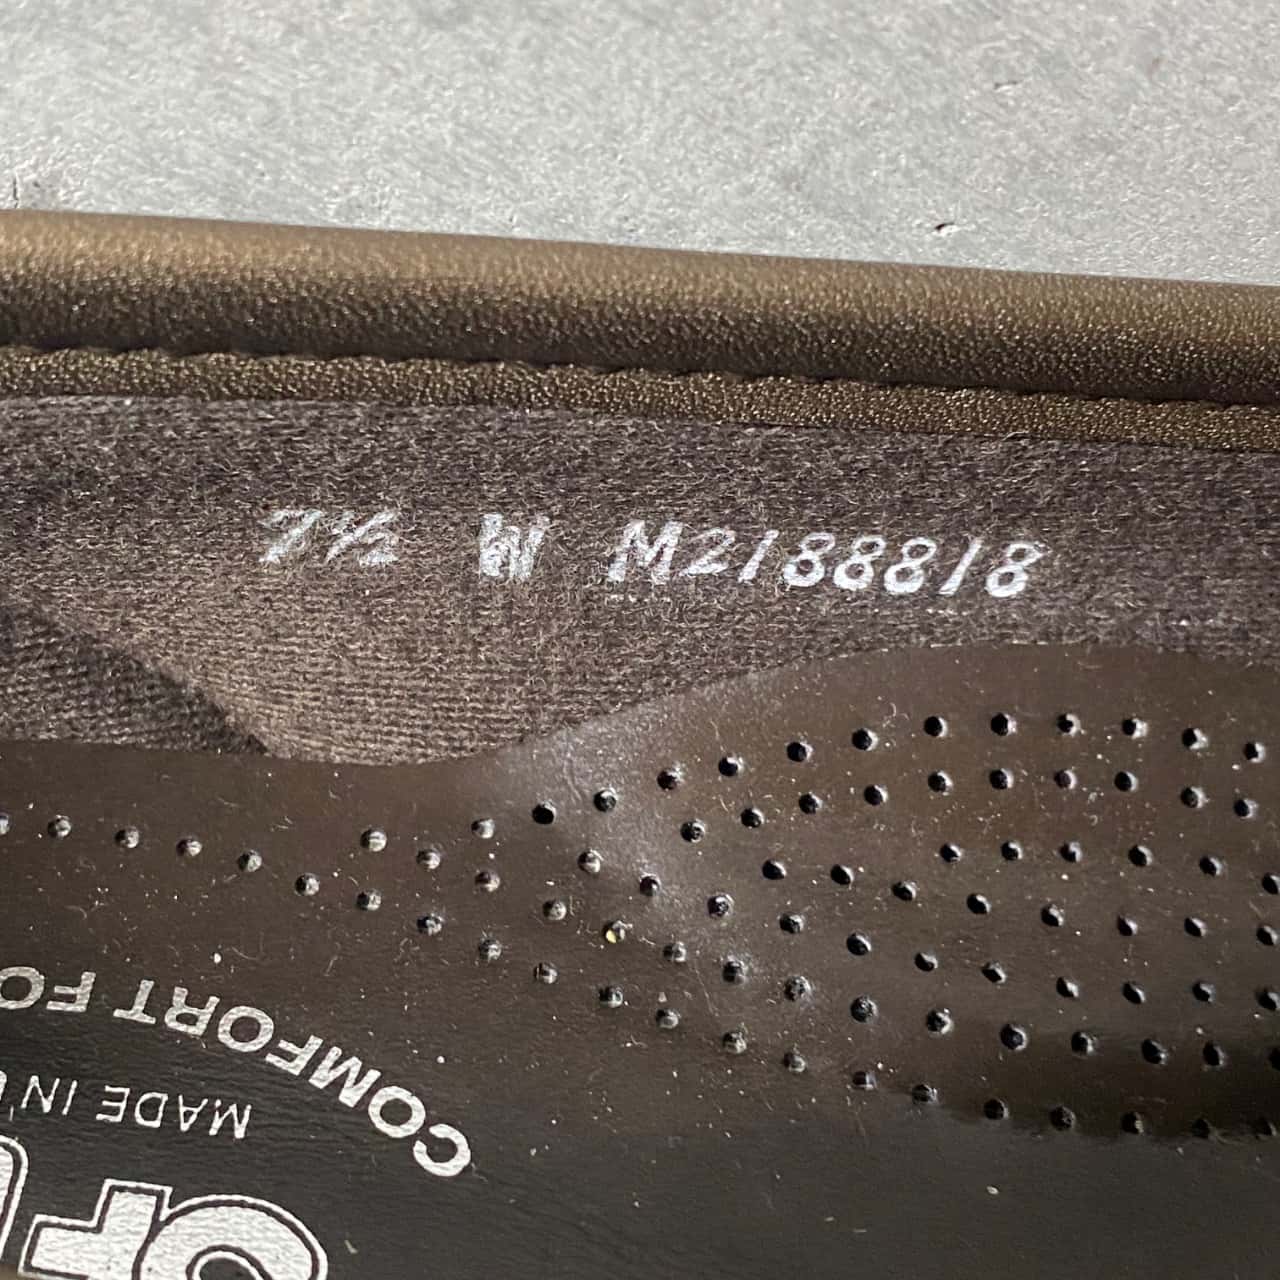 7½ W M2188818
COMFORT FO
MADE IN